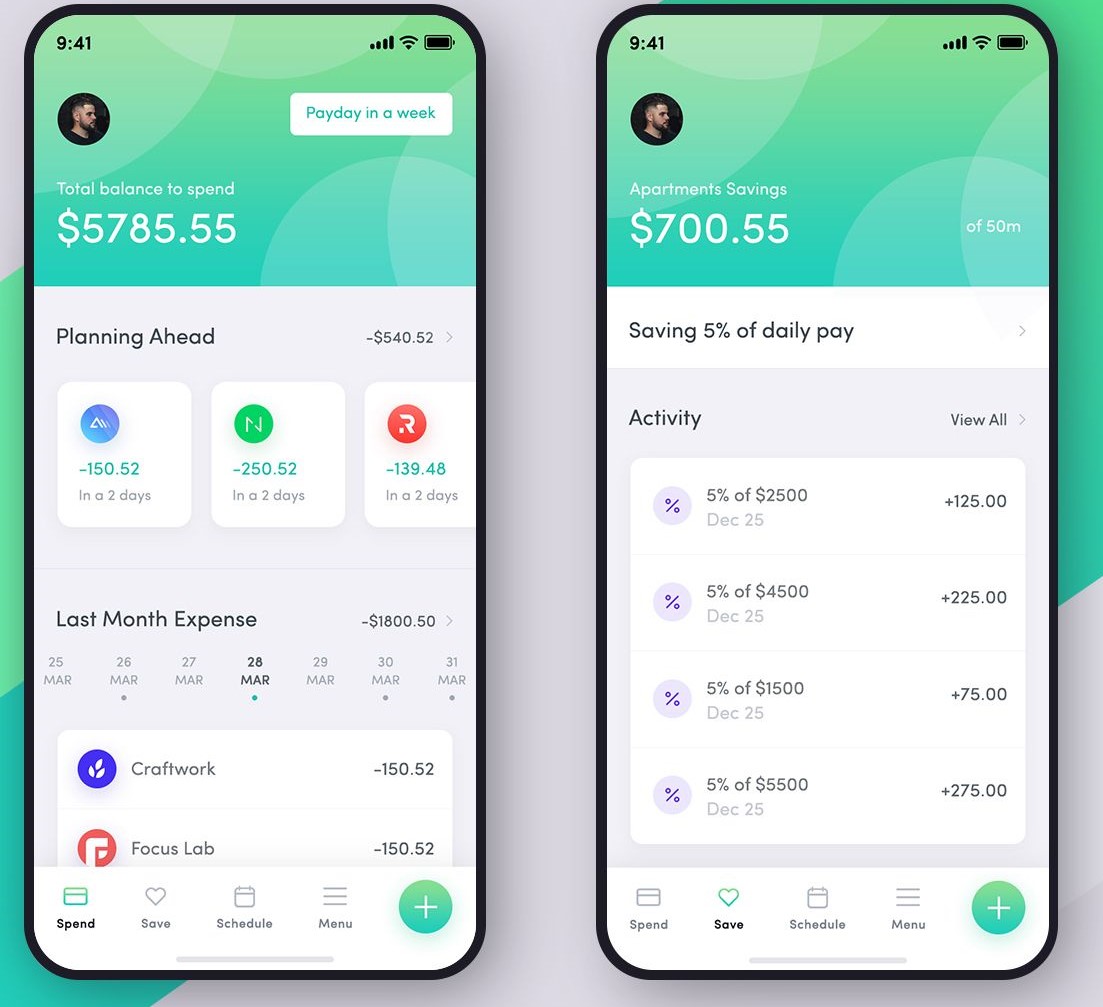 9:41
Payday in a week
Total balance to spend
$5785.55
Planning Ahead
-$540.52
-150.52
In a 2 days
-250.52
In a 2 days
-139.48
In a 2 days
Last Month Expense
-$1800.50
25 MAR
26 MAR
27 MAR
28 MAR
29 MAR
30 MAR
31 MAR
Craftwork
-150.52
Focus Lab
-150.52
Spend
Save
Schedule
Menu
9:41
Apartments Savings
$700.55
of 50m
Saving 5% of daily pay
Activity
View All
%
5% of $2500
+125.00
Dec 25
%
5% of $4500
+225.00
Dec 25
%
5% of $1500
+75.00
Dec 25
%
5% of $5500
+275.00
Dec 25
Spend
Save
Schedule
Menu